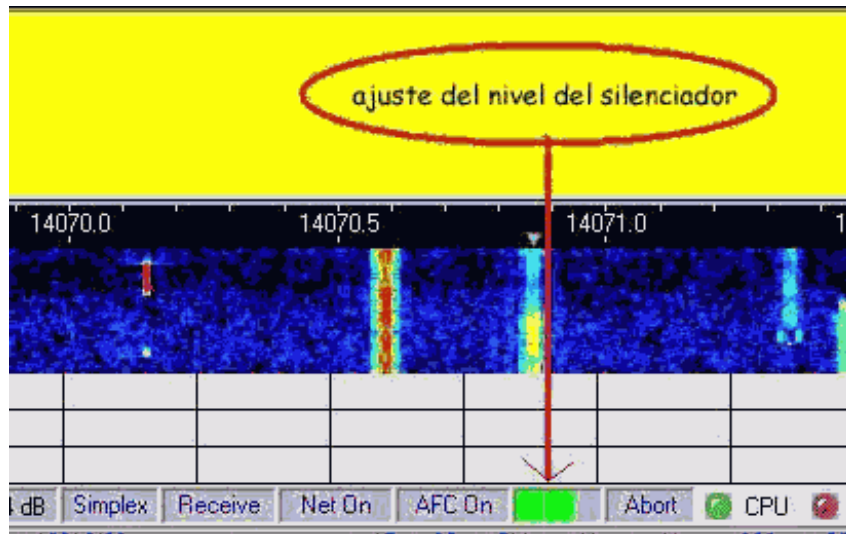 ajuste del nivel del silenciador
14070.0 14070.5 14071.0 1
dB Simplex Receive Net On AFC On Abort CPU